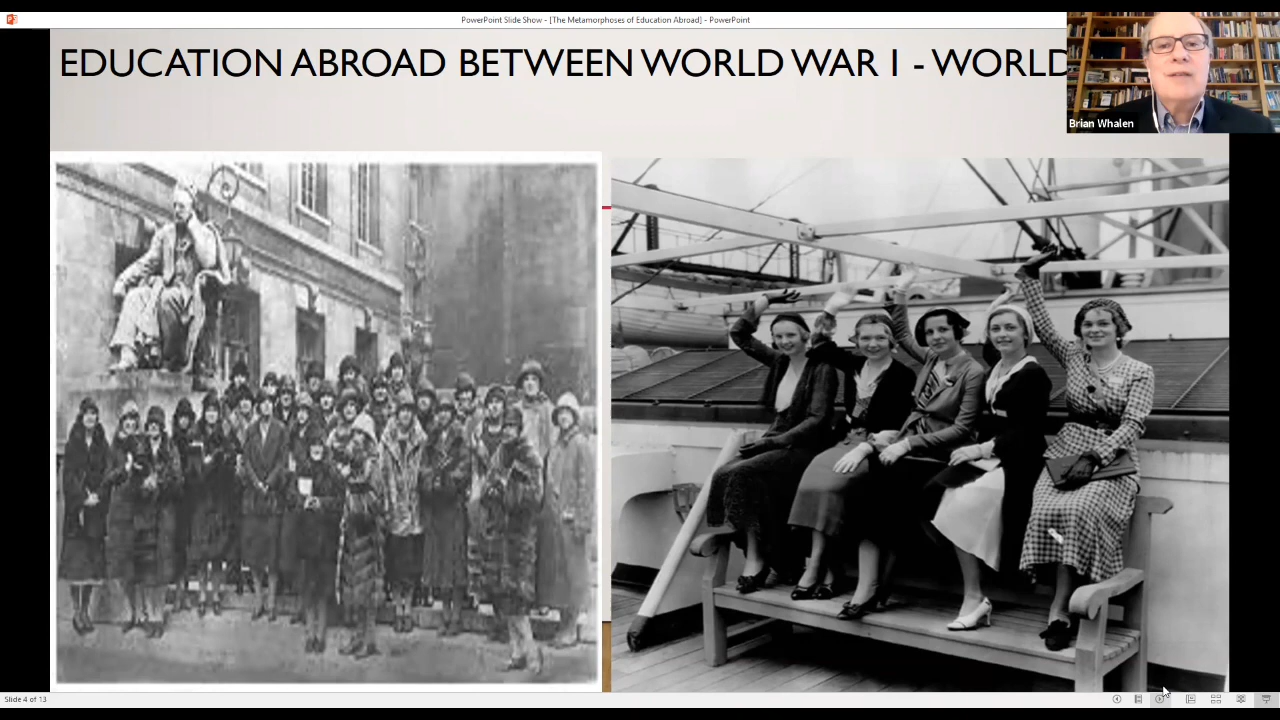 PowerPoint Slide Show - [The Metamorphoses of Education Abroad] - PowerPoint
EDUCATION ABROAD BETWEEN WORLD WAR I - WORLD
Brian Whalen
Slide 4 of 13